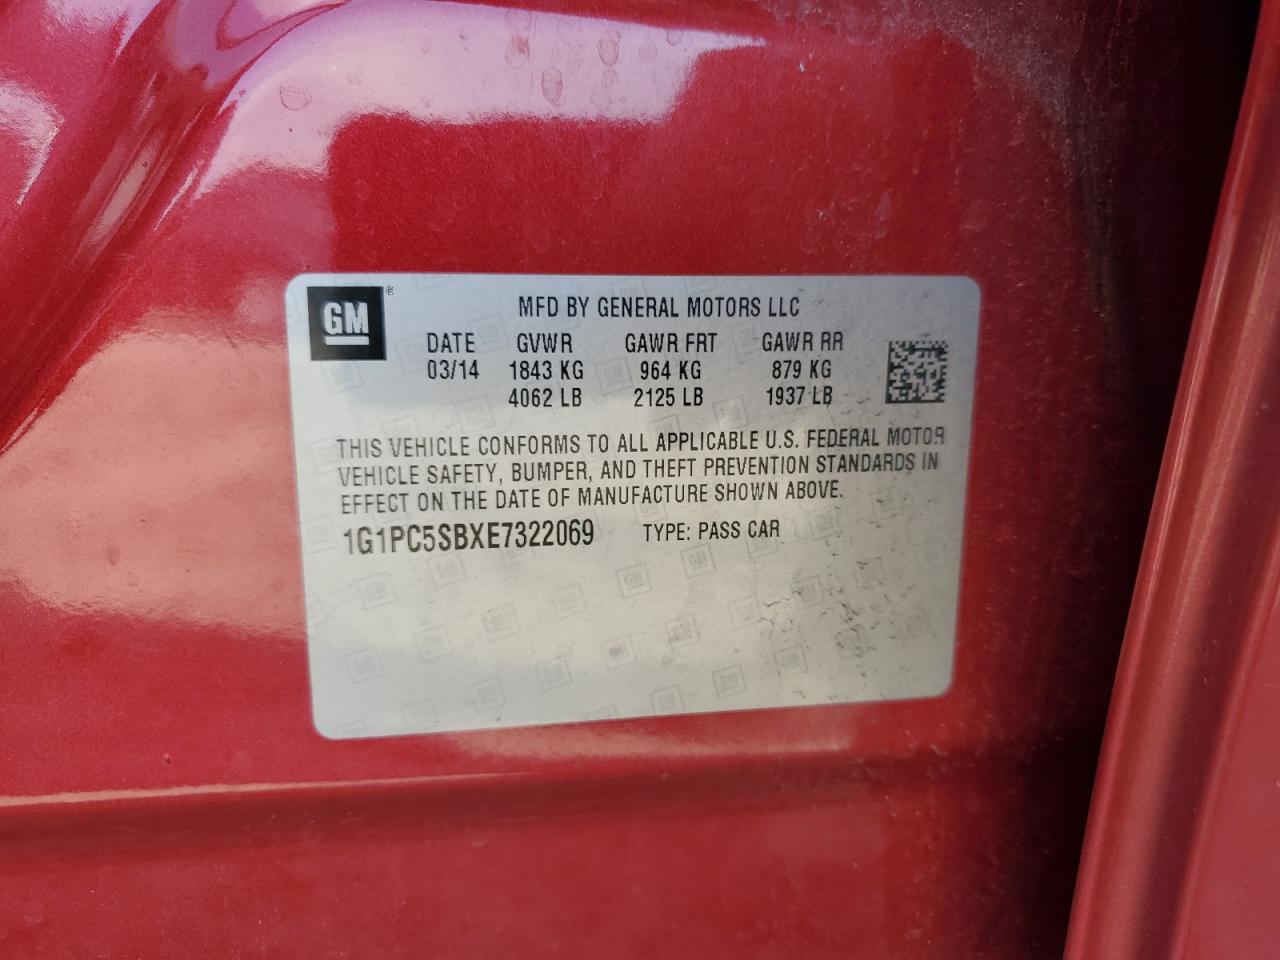 GM ®
MFD BY GENERAL MOTORS LLC
DATE GVWR GAWR FRT GAWR RR
03/14 1843 KG 964 KG 879 KG
4062 LB 2125 LB 1937 LB
THIS VEHICLE CONFORMS TO ALL APPLICABLE U.S. FEDERAL MOTOR
VEHICLE SAFETY, BUMPER, AND THEFT PREVENTION STANDARDS IN
EFFECT ON THE DATE OF MANUFACTURE SHOWN ABOVE.
1G1PC5SBXE7322069 TYPE: PASS CAR